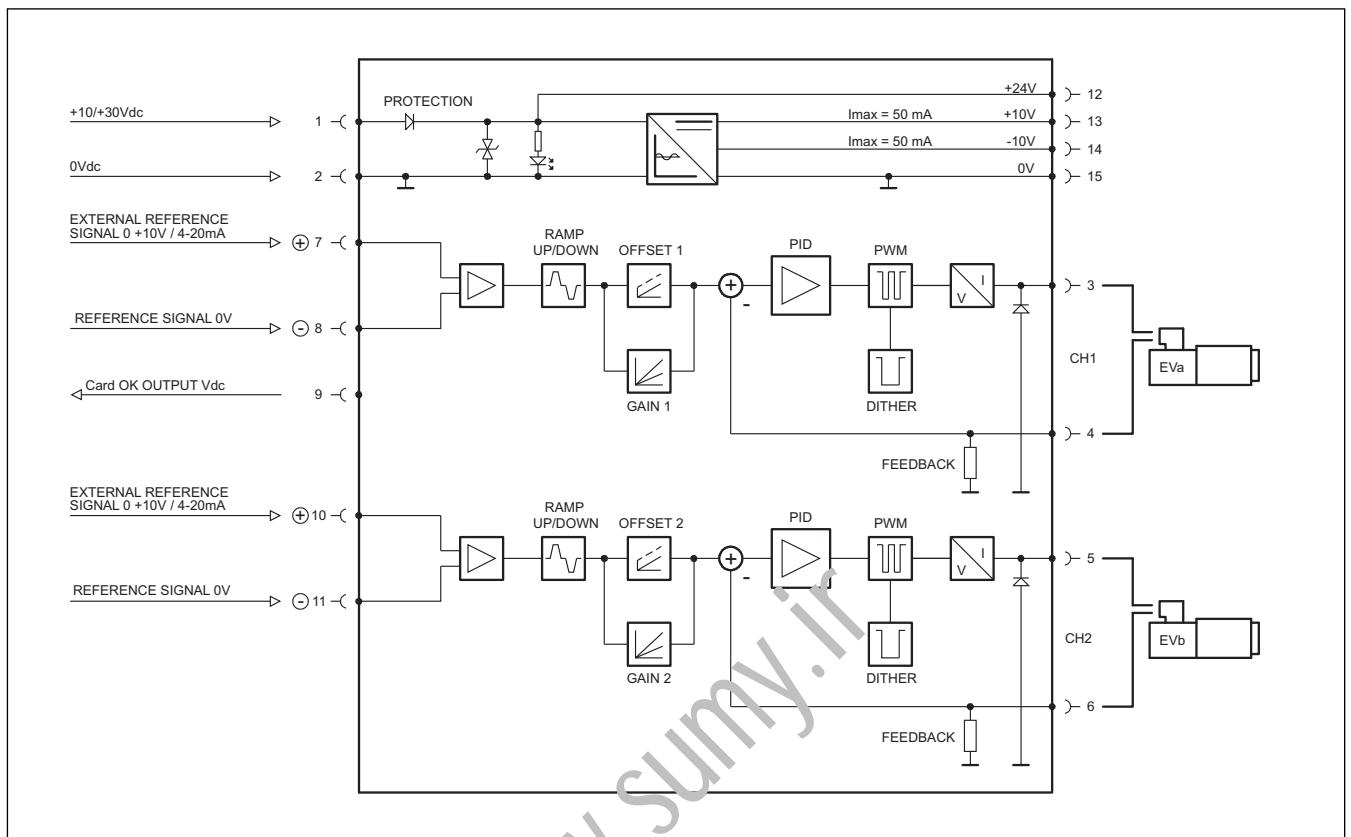 +24V
12
PROTECTION
+10/+30Vdc
1
Imax = 50 mA
+10V
13
Imax = 50 mA
-10V
14
0Vdc
2
0V
15
EXTERNAL REFERENCE
SIGNAL 0 +10V / 4-20mA
+ 7
RAMP
UP/DOWN
OFFSET 1
PID
PWM
+
-
I
V
3
REFERENCE SIGNAL 0V
- 8
CH1
EVa
Card OK OUTPUT Vdc
9
GAIN 1
DITHER
4
FEEDBACK
EXTERNAL REFERENCE
SIGNAL 0 +10V / 4-20mA
+ 10
RAMP
UP/DOWN
OFFSET 2
PID
PWM
+
-
I
V
5
REFERENCE SIGNAL 0V
- 11
CH2
EVb
GAIN 2
DITHER
6
FEEDBACK
sumy.ir